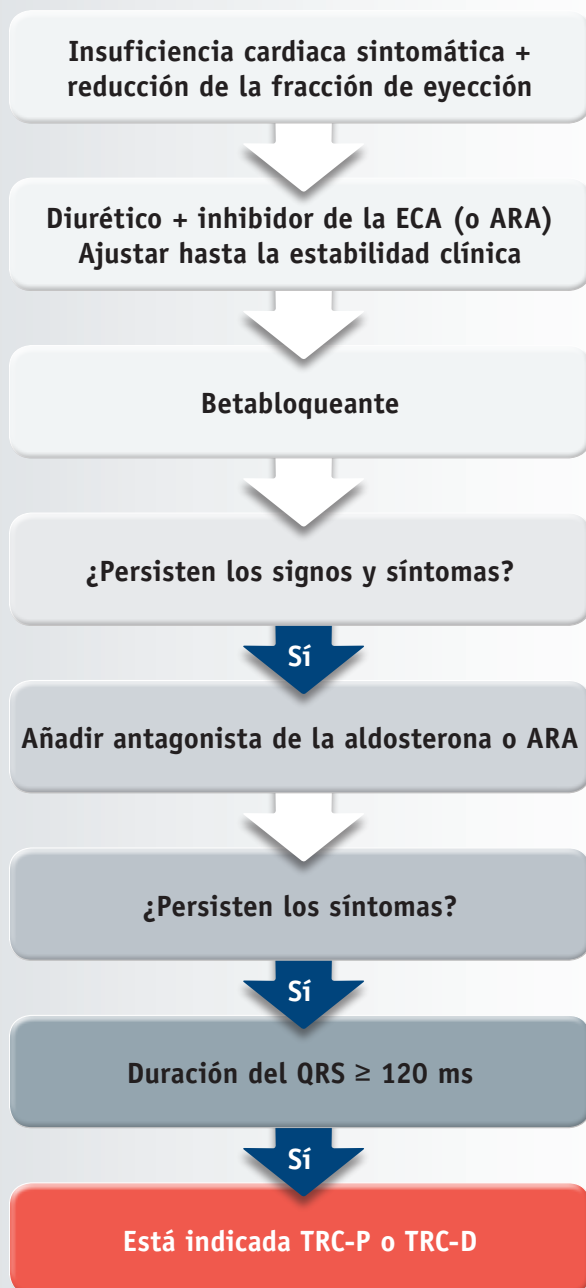 Insuficiencia cardiaca sintomática +
reducción de la fracción de eyección
Diurético + inhibidor de la ECA (o ARA)
Ajustar hasta la estabilidad clínica
Betabloqueante
¿Persisten los signos y síntomas?
Sí
Añadir antagonista de la aldosterona o ARA
¿Persisten los síntomas?
Sí
Duración del QRS ≥ 120 ms
Sí
Está indicada TRC-P o TRC-D